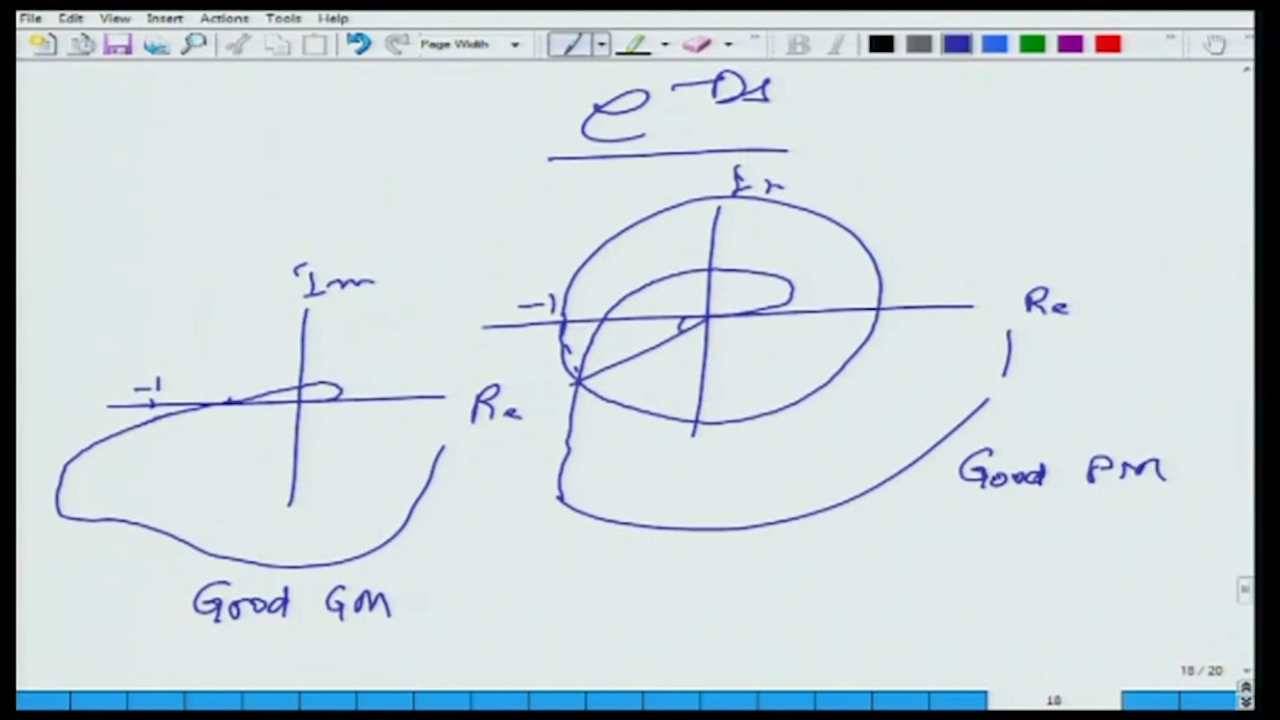 File Edit View Insert Actions Tools Help
Page Width
e^-Ds
Im
-1
Re
Good GM
-1
Re
Good PM
18 / 20
18